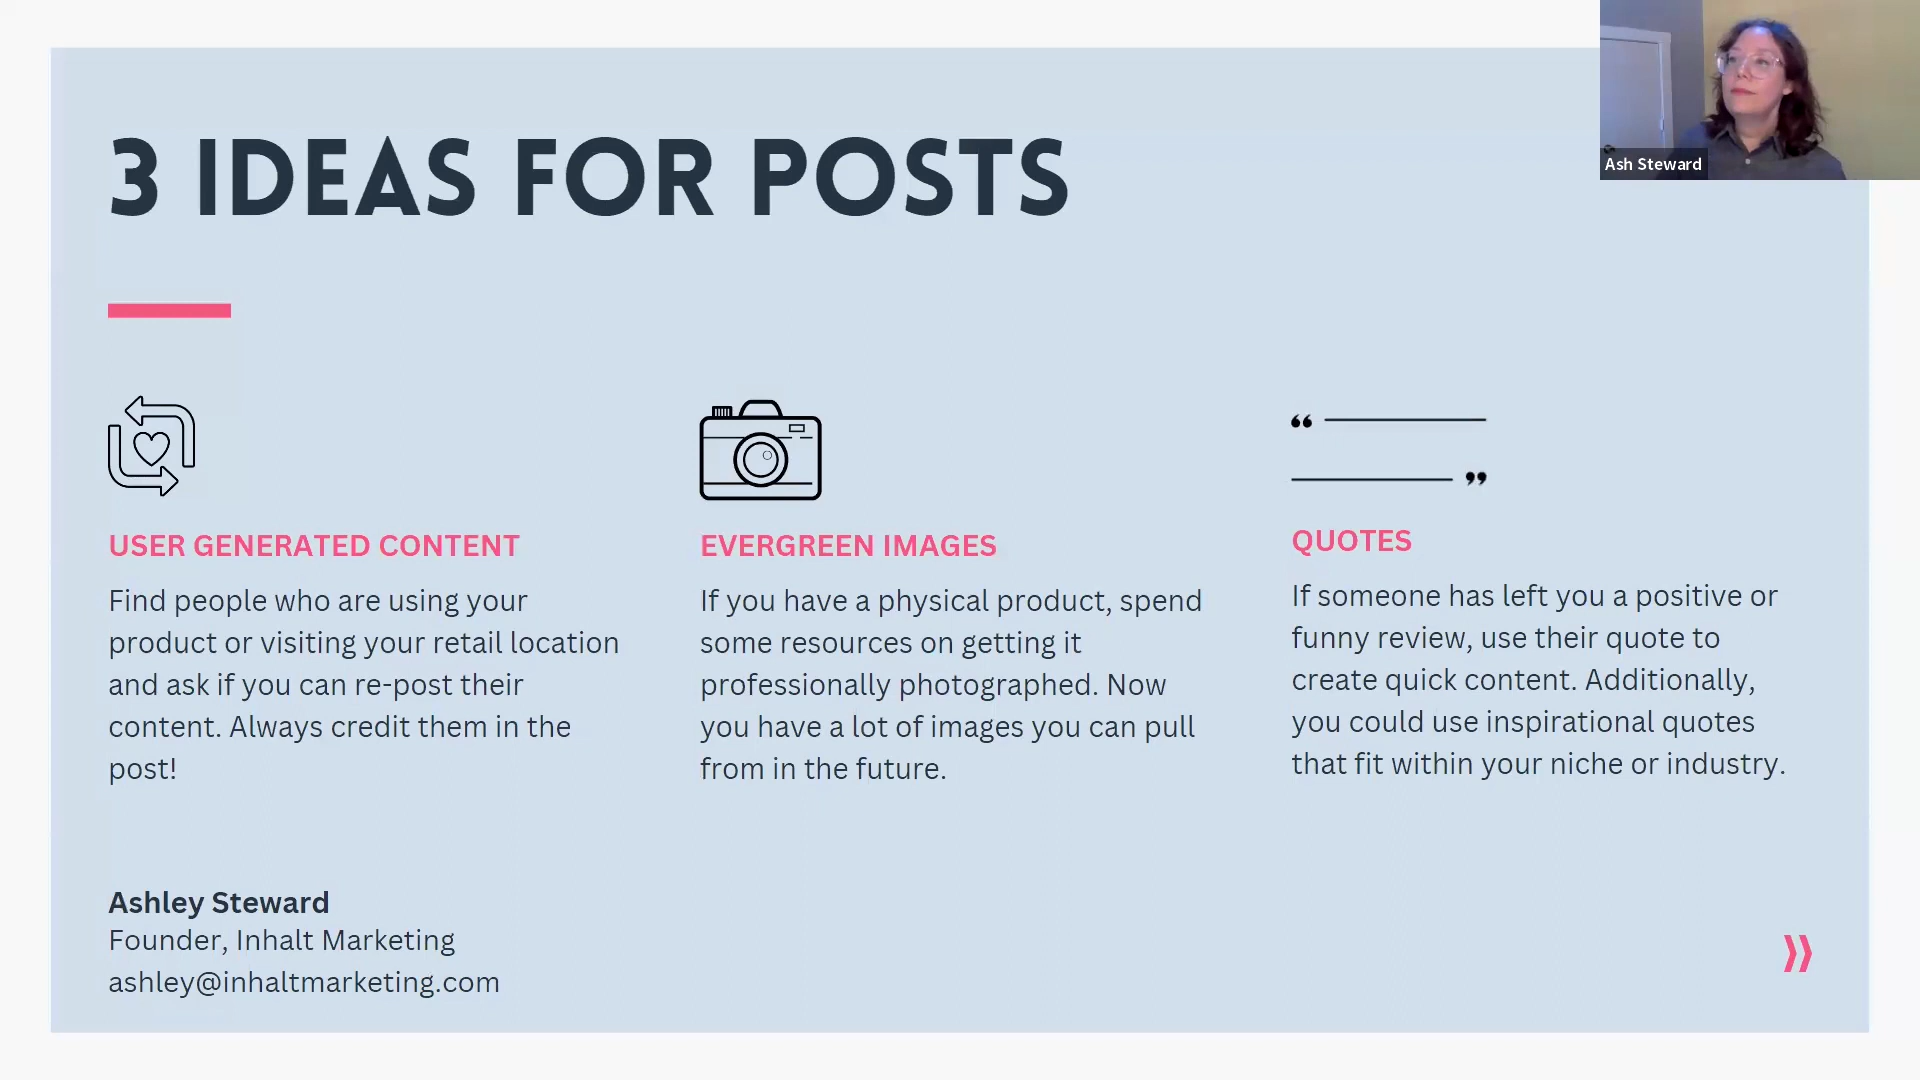 3 IDEAS FOR POSTS
Ash Steward
USER GENERATED CONTENT
Find people who are using your
product or visiting your retail location
and ask if you can re-post their
content. Always credit them in the
post!
EVERGREEN IMAGES
If you have a physical product, spend
some resources on getting it
professionally photographed. Now
you have a lot of images you can pull
from in the future.
QUOTES
If someone has left you a positive or
funny review, use their quote to
create quick content. Additionally,
you could use inspirational quotes
that fit within your niche or industry.
Ashley Steward
Founder, Inhalt Marketing
ashley@inhaltmarketing.com